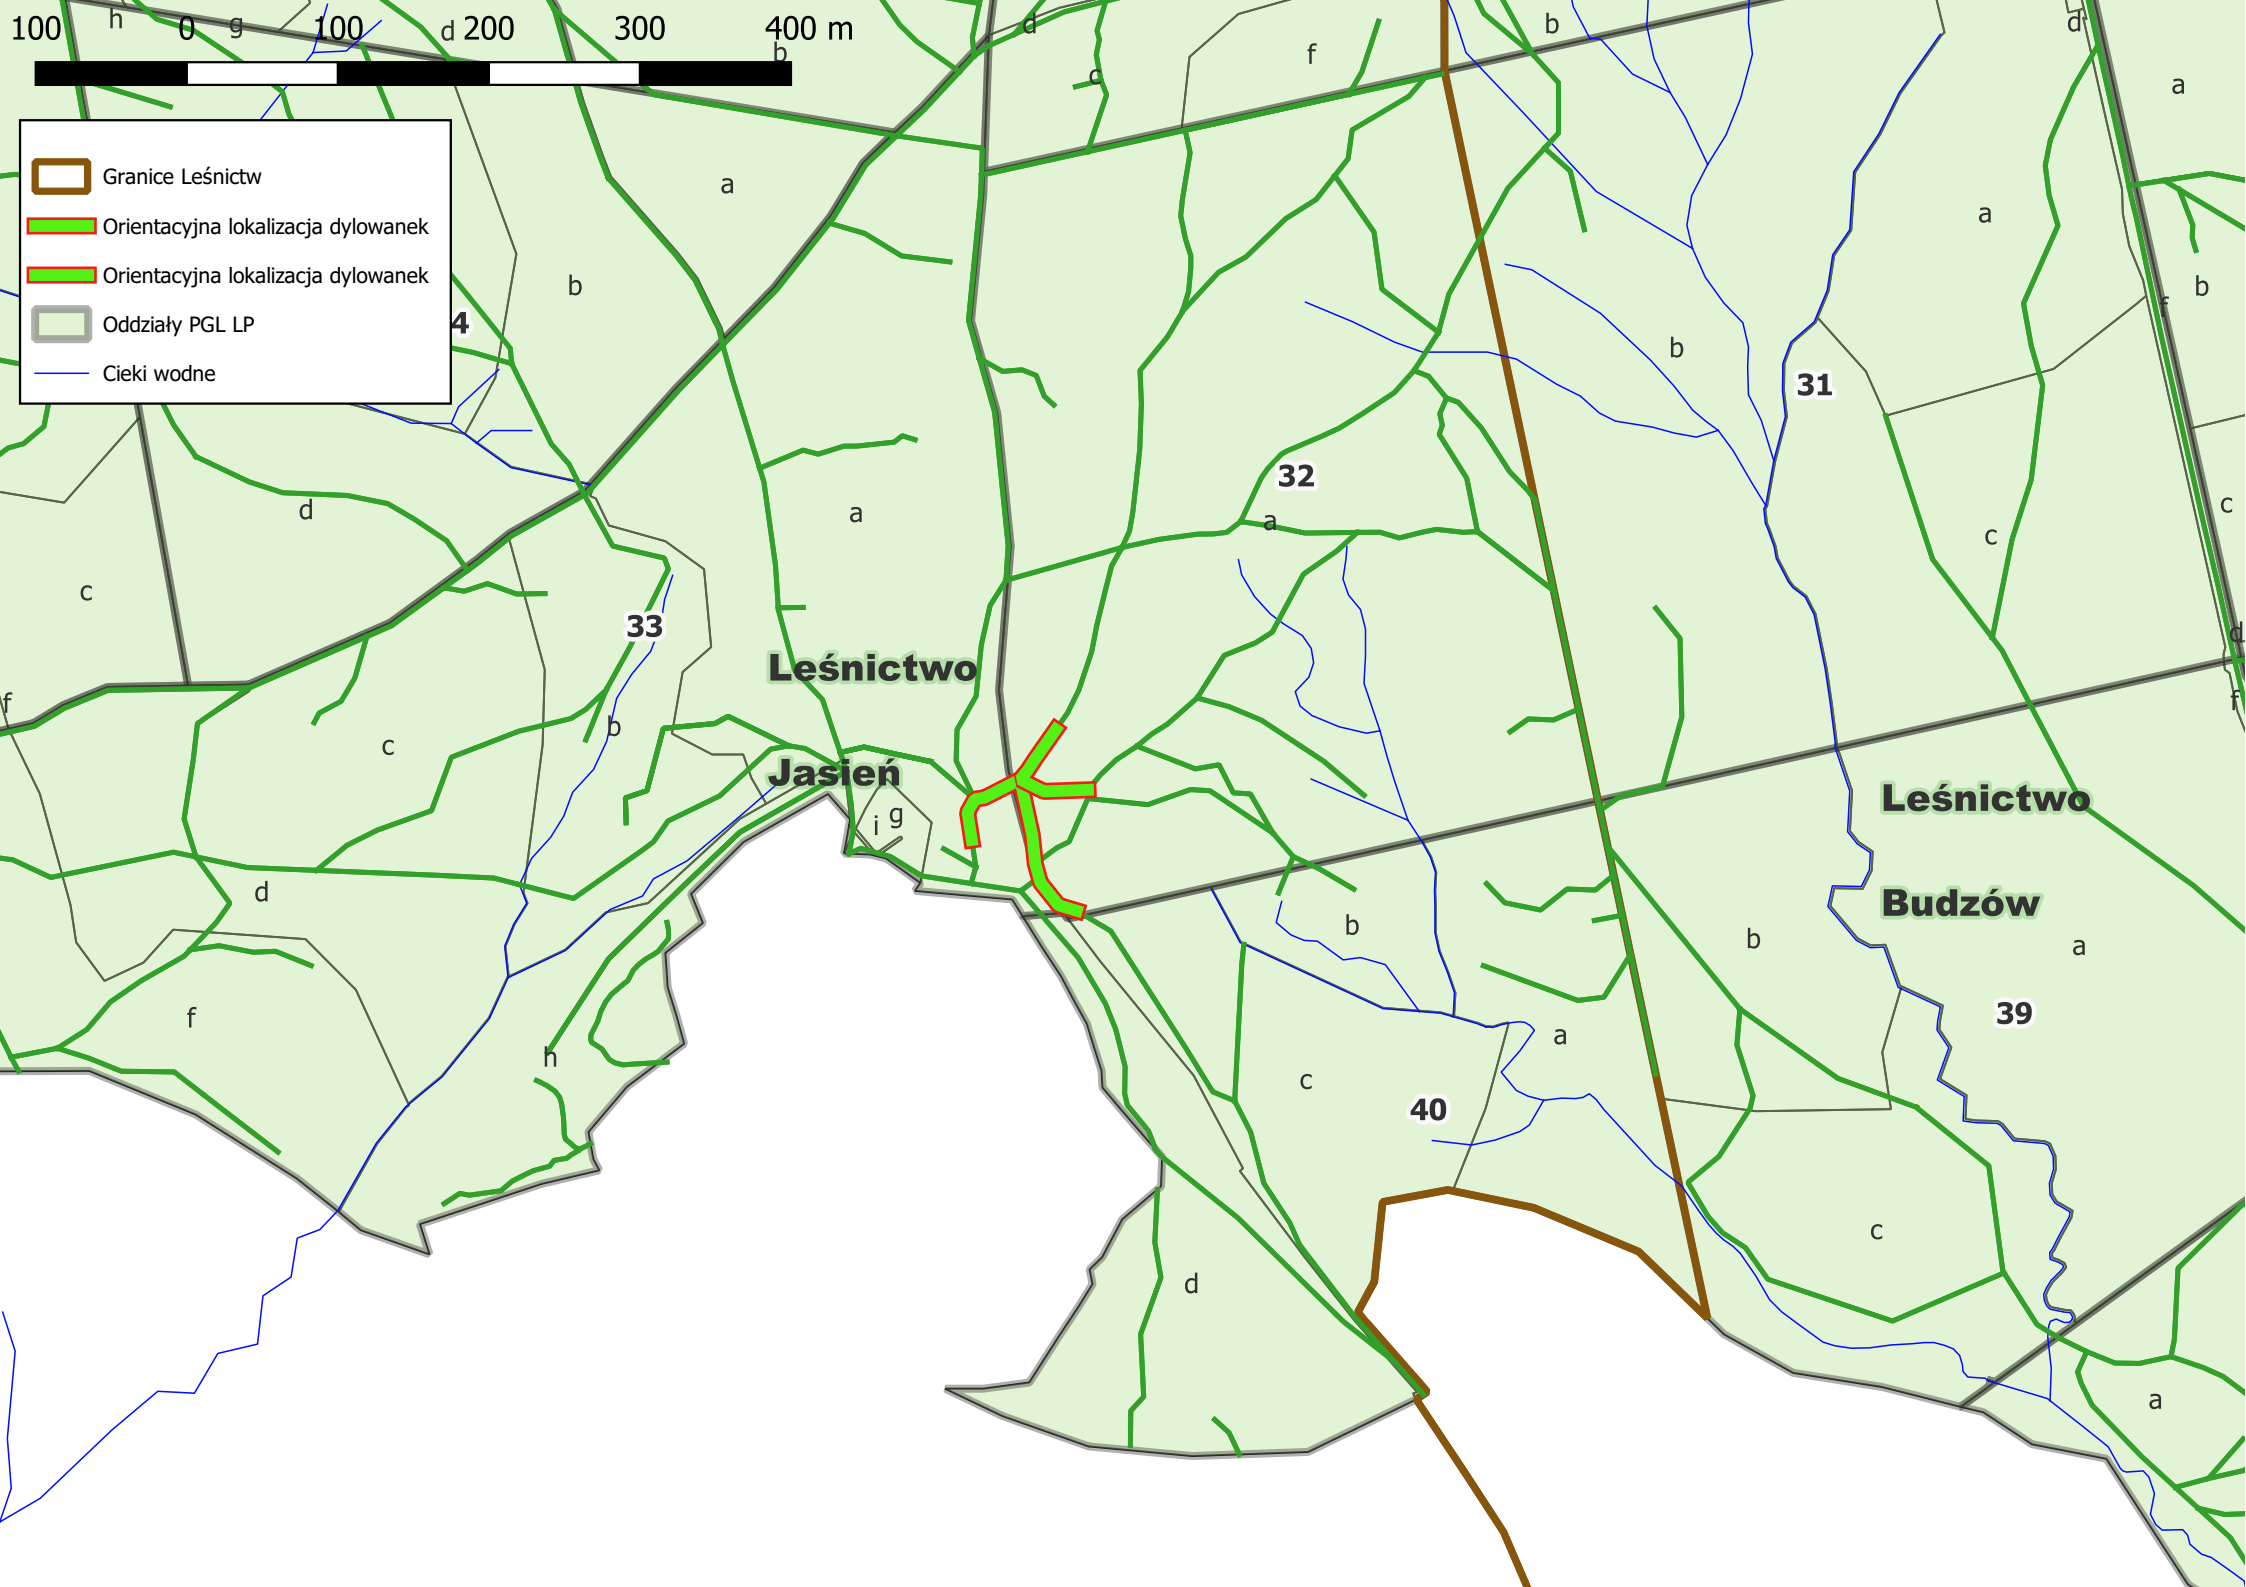 100 0 100 200 300 400 m
h g d d b
b
f
c
d
a
Granice Leśnictw
Orientacyjna lokalizacja dylowanek
Orientacyjna lokalizacja dylowanek
Oddziały PGL LP
Cieki wodne
a
a
b
b
f
4
b
31
32
d
a
a
c
c
c
33
d
Leśnictwo
Jasień
f
f
c
b
g
i
Leśnictwo
Budzów
d
b
b
a
f
39
h
a
c
40
c
d
a